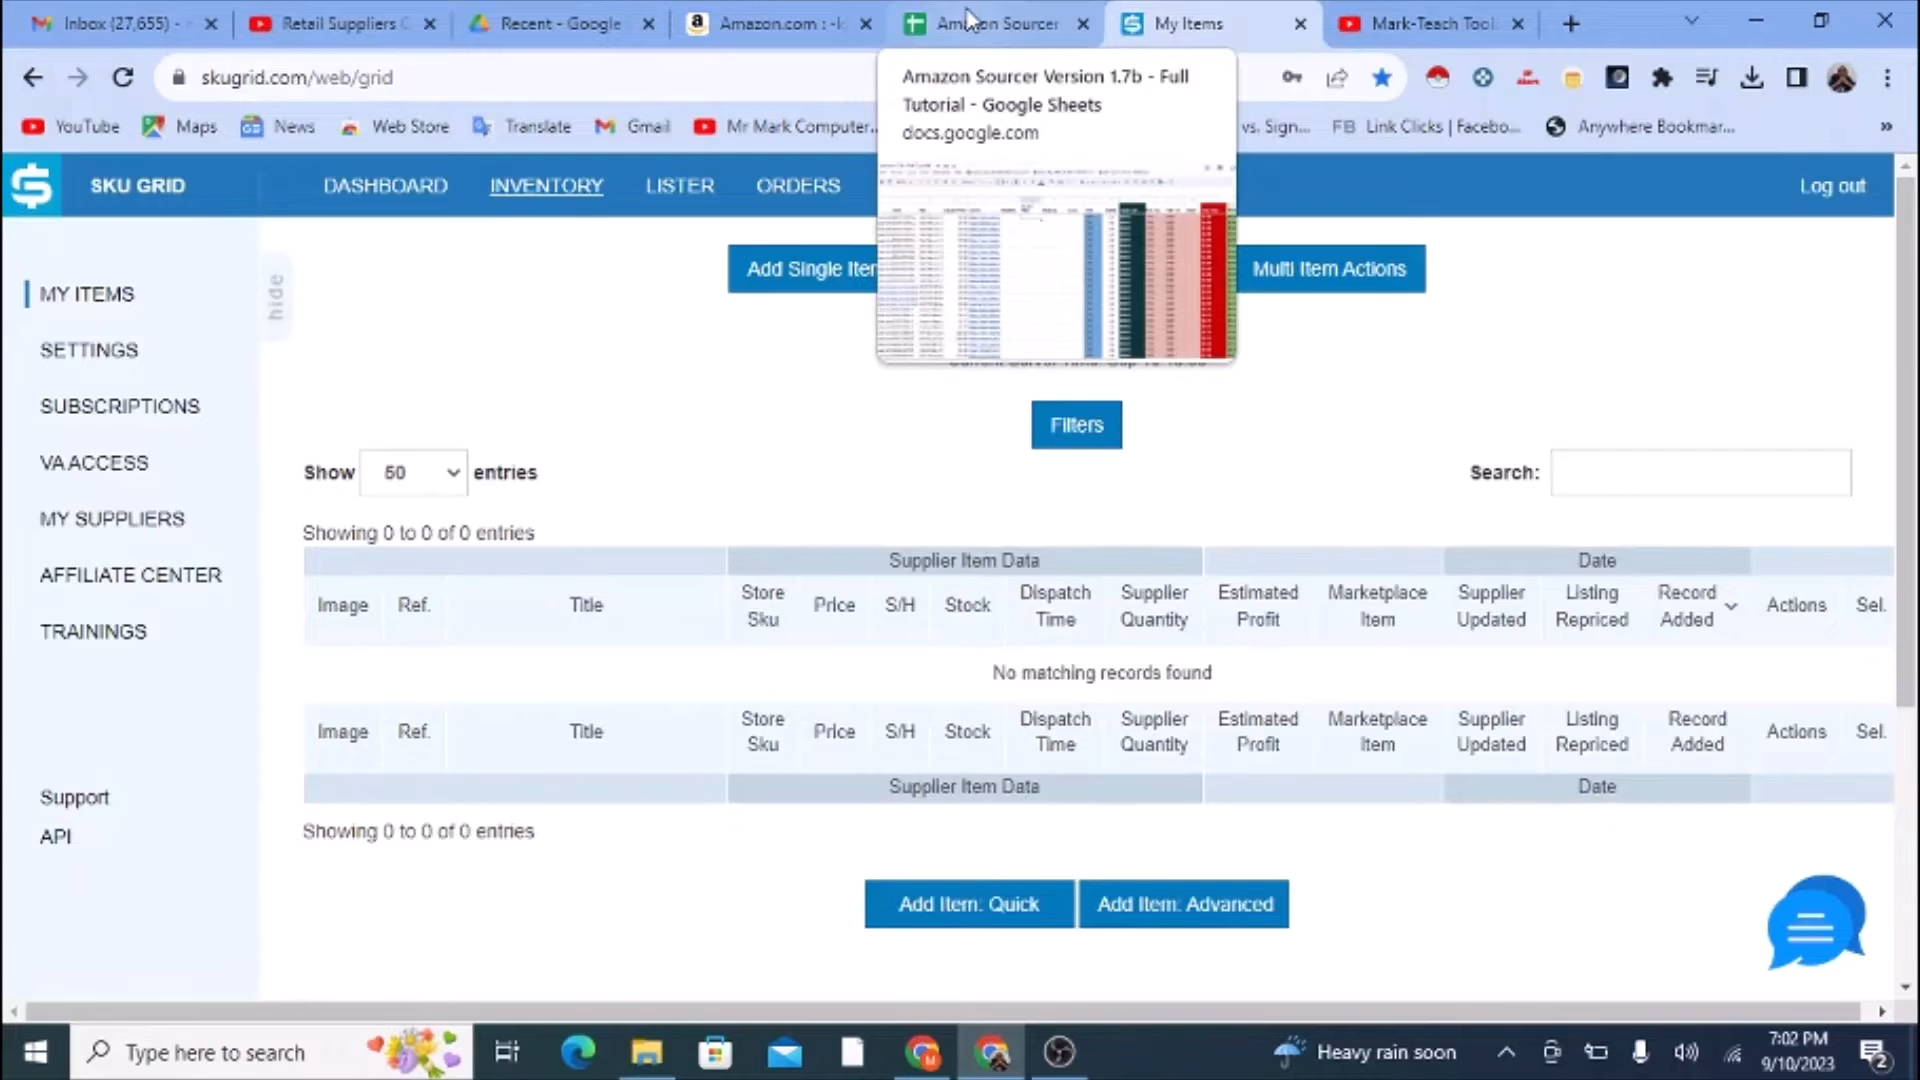 Inbox (27,655) -
Retail Suppliers C
Recent - Google
Amazon.com : -k
Amazon Sourcer
My Items
Mark-Teach Tool
skugrid.com/web/grid
Amazon Sourcer Version 1.7b - Full
Tutorial - Google Sheets
docs.google.com
YouTube
Maps
News
Web Store
Translate
Gmail
Mr Mark Computer...
vs. Sign...
FB Link Clicks | Facebo...
Anywhere Bookmar...
»
SKU GRID
DASHBOARD
INVENTORY
LISTER
ORDERS
Log out
MY ITEMS
SETTINGS
SUBSCRIPTIONS
VA ACCESS
MY SUPPLIERS
AFFILIATE CENTER
TRAININGS
Support
API
hide
Add Single Item
Multi Item Actions
Filters
Show 50 entries
Search:
Showing 0 to 0 of 0 entries
Supplier Item Data Date
Image Ref. Title Store Sku Price S/H Stock Dispatch Time Supplier Quantity Estimated Profit Marketplace Item Supplier Updated Listing Repriced Record Added Actions Sel.
No matching records found
Image Ref. Title Store Sku Price S/H Stock Dispatch Time Supplier Quantity Estimated Profit Marketplace Item Supplier Updated Listing Repriced Record Added Actions Sel.
Supplier Item Data Date
Showing 0 to 0 of 0 entries
Add Item: Quick
Add Item: Advanced
Type here to search
Heavy rain soon
7:02 PM
9/10/2023
2